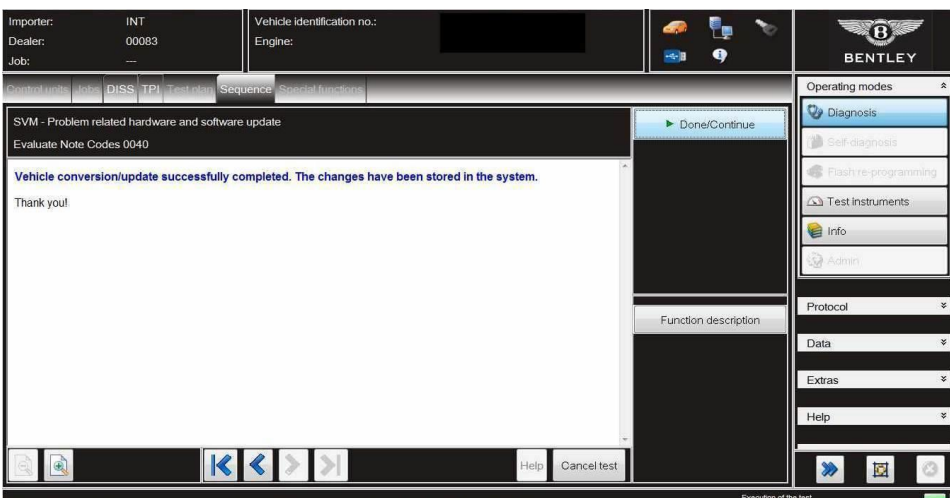 Importer: INT
Dealer: 00083
Job: ---
Vehicle identification no.:
Engine:
BENTLEY
Control units Jobs DISS TPI Test plan Sequence Special functions
SVM - Problem related hardware and software update
Evaluate Note Codes 0040
Vehicle conversion/update successfully completed. The changes have been stored in the system.
Thank you!
Done/Continue
Function description
Help Cancel test
Operating modes
Diagnosis
Self-diagnosis
Flash/re-programming
Test instruments
Info
Admin
Protocol
Data
Extras
Help
Execution of the test